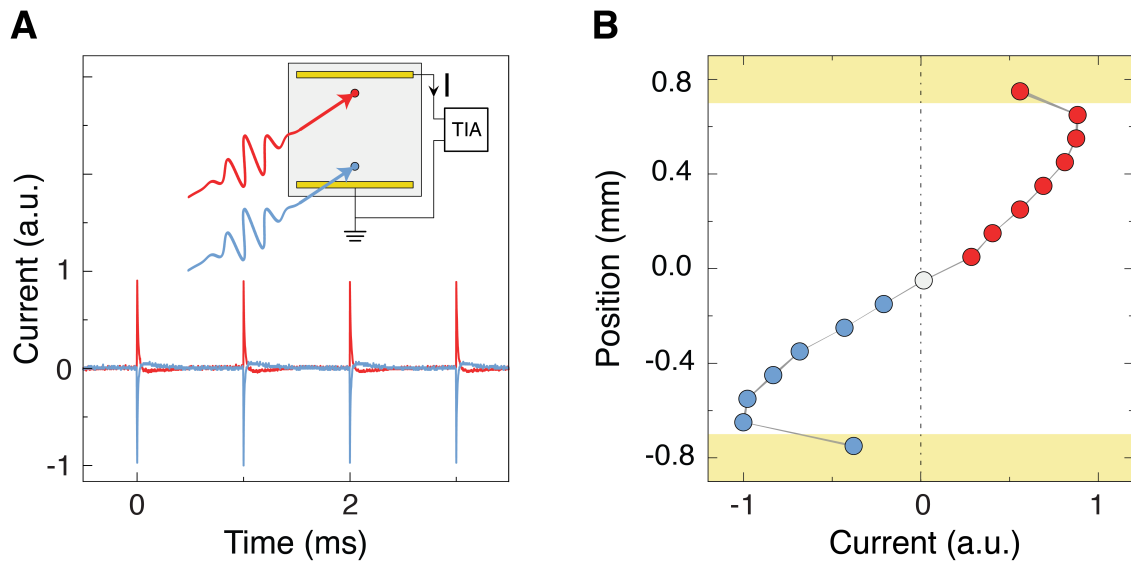 A
I
TIA
Current (a.u.)
1
0
-1
0
2
Time (ms)
B
Position (mm)
0.8
0.4
0.0
-0.4
-0.8
-1
0
1
Current (a.u.)